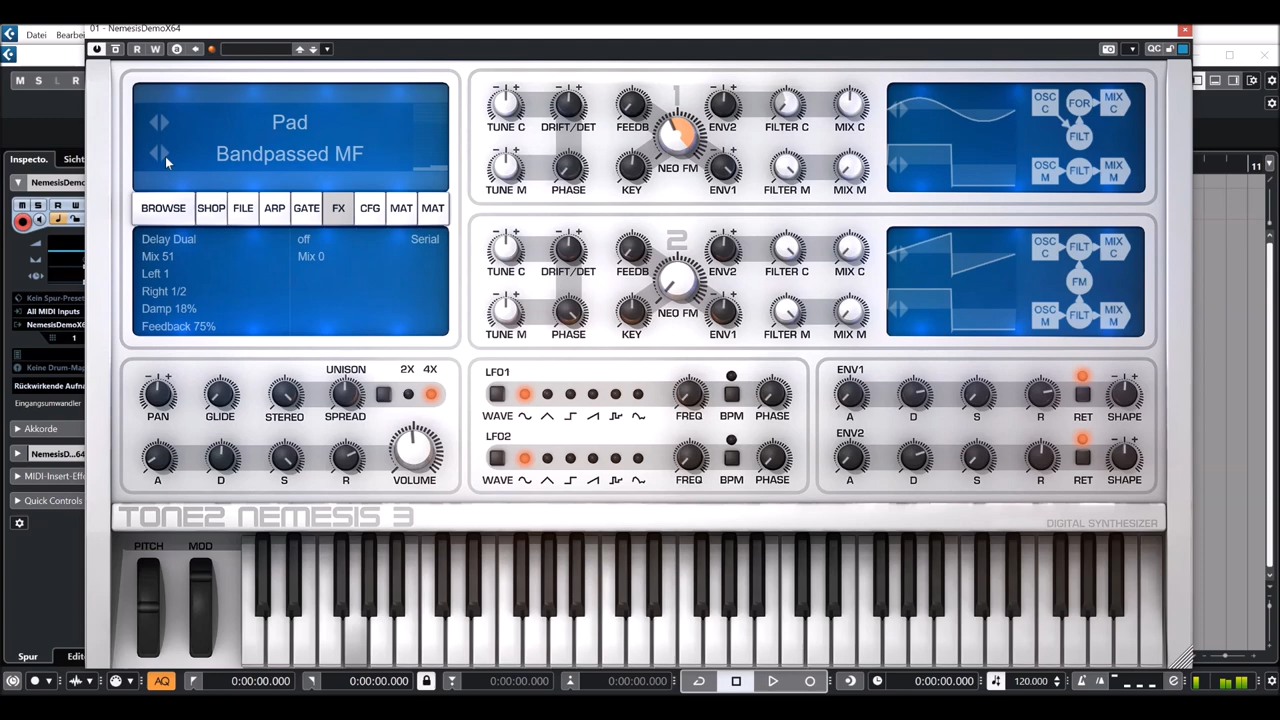 01 - NemesisDemoX64
Datei Bearbe
R W QC
M S L R
Inspecto. Sicht
NemesisDemo
M S R W
Kein Spur-Preset
All MIDI Inputs
NemesisDemoX6
1
Keine Drum-Map
Rückwirkende Aufna
Eingangsumwandler
Akkorde
NemesisD...64
MIDI-Insert-Effe
Quick Controls
Spur Edit
11
Pad
Bandpassed MF
BROWSE SHOP FILE ARP GATE FX CFG MAT MAT
Delay Dual off Serial
Mix 51 Mix 0
Left 1
Right 1/2
Damp 18%
Feedback 75%
1
TUNE C DRIFT/DET FEEDB ENV2 FILTER C MIX C
NEO FM
TUNE M PHASE KEY ENV1 FILTER M MIX M
OSC C FOR MIX C
FILT
OSC M FILT MIX M
2
TUNE C DRIFT/DET FEEDB ENV2 FILTER C MIX C
NEO FM
TUNE M PHASE KEY ENV1 FILTER M MIX M
OSC C FILT MIX C
FM
OSC M FILT MIX M
UNISON 2X 4X
PAN GLIDE STEREO SPREAD
A D S R VOLUME
LFO1
WAVE FREQ BPM PHASE
LFO2
WAVE FREQ BPM PHASE
ENV1
A D S R RET SHAPE
ENV2
A D S R RET SHAPE
TONE2 NEMESIS 3 DIGITAL SYNTHESIZER
PITCH MOD
AQ 0:00:00.000 0:00:00.000 0:00:00.000 0:00:00.000 0:00:00.000 120.000